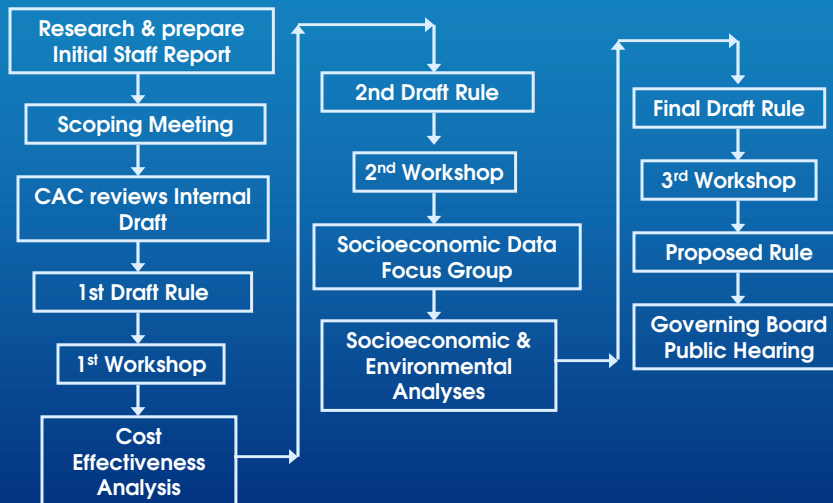 Research & prepare
Initial Staff Report
Scoping Meeting
CAC reviews Internal
Draft
1st Draft Rule
1st Workshop
Cost
Effectiveness
Analysis
2nd Draft Rule
2nd Workshop
Socioeconomic Data
Focus Group
Socioeconomic &
Environmental
Analyses
Final Draft Rule
3rd Workshop
Proposed Rule
Governing Board
Public Hearing